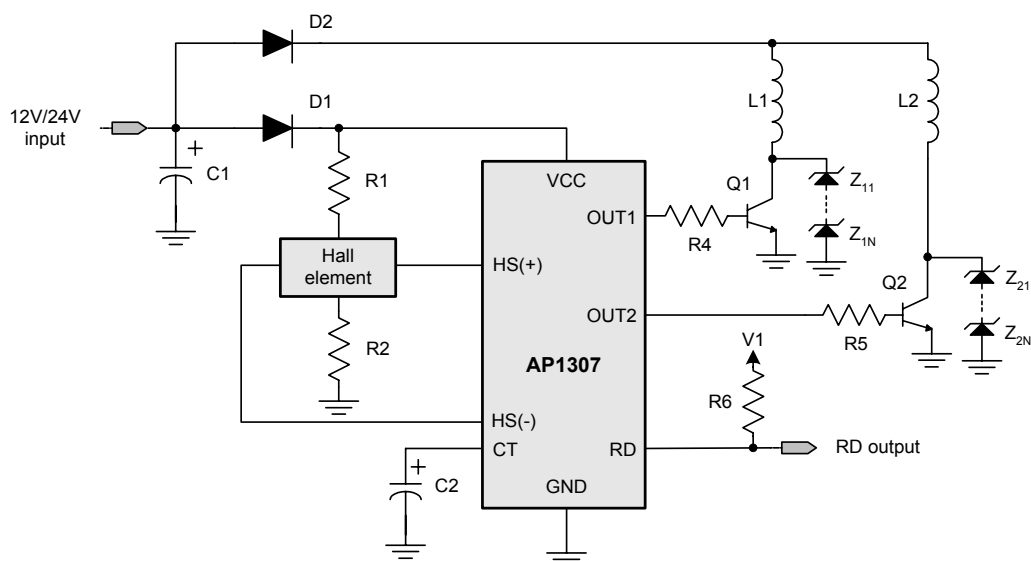 D2
12V/24V
input
D1
+
C1
R1
Hall
element
R2
VCC
OUT1
HS(+)
OUT2
AP1307
HS(-)
CT
RD
GND
+
C2
L1
L2
Q1
Z11
R4
Z1N
Q2
Z21
R5
Z2N
V1
R6
RD output